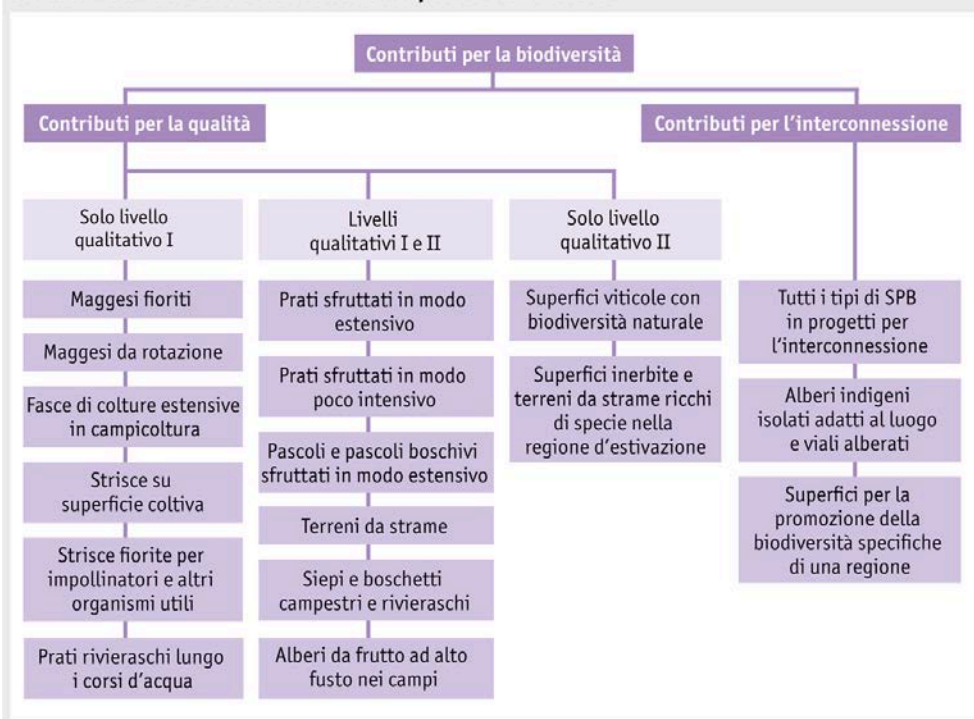 Contributi per la biodiversità
Contributi per la qualità
Contributi per l'interconnessione
Solo livello
qualitativo I
Livelli
qualitativi I e II
Solo livello
qualitativo II
Maggesi fioriti
Maggesi da rotazione
Fasce di colture estensive
in campicoltura
Strisce su
superficie coltiva
Strisce fiorite per
impollinatori e altri
organismi utili
Prati rivieraschi lungo
i corsi d'acqua
Prati sfruttati in modo
estensivo
Prati sfruttati in modo
poco intensivo
Pascoli e pascoli boschivi
sfruttati in modo estensivo
Terreni da strame
Siepi e boschetti
campestri e rivieraschi
Alberi da frutto ad alto
fusto nei campi
Superfici viticole con
biodiversità naturale
Superfici inerbite e
terreni da strame ricchi
di specie nella
regione d'estivazione
Tutti i tipi di SPB
in progetti per
l'interconnessione
Alberi indigeni
isolati adatti al luogo
e viali alberati
Superfici per la
promozione della
biodiversità specifiche
di una regione